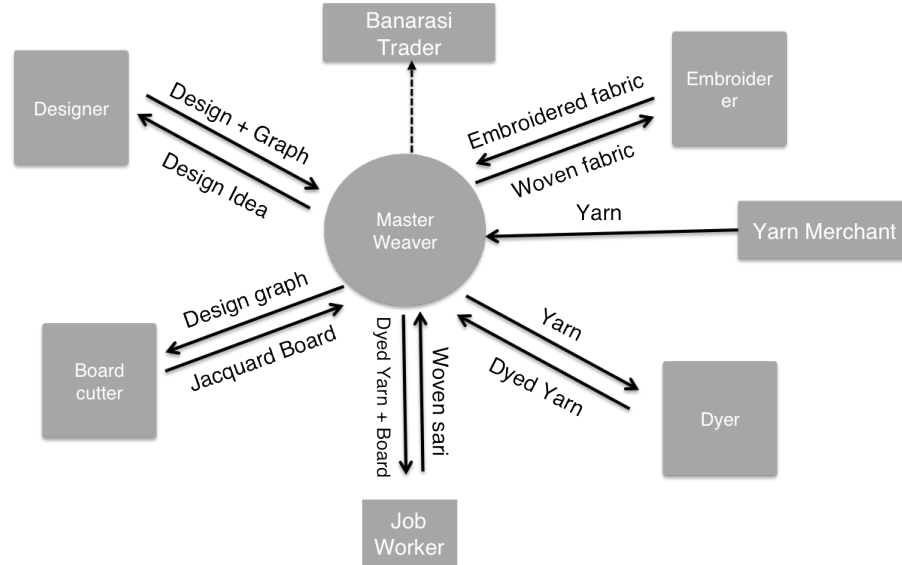 Banarasi
Trader
Designer
Design + Graph
Design Idea
Embroidered fabric
Woven fabric
Embroider
er
Master
Weaver
Yarn
Yarn Merchant
Design graph
Jacquard Board
Board
cutter
Dyed Yarn + Board
Woven sari
Yarn
Dyed Yarn
Dyer
Job
Worker